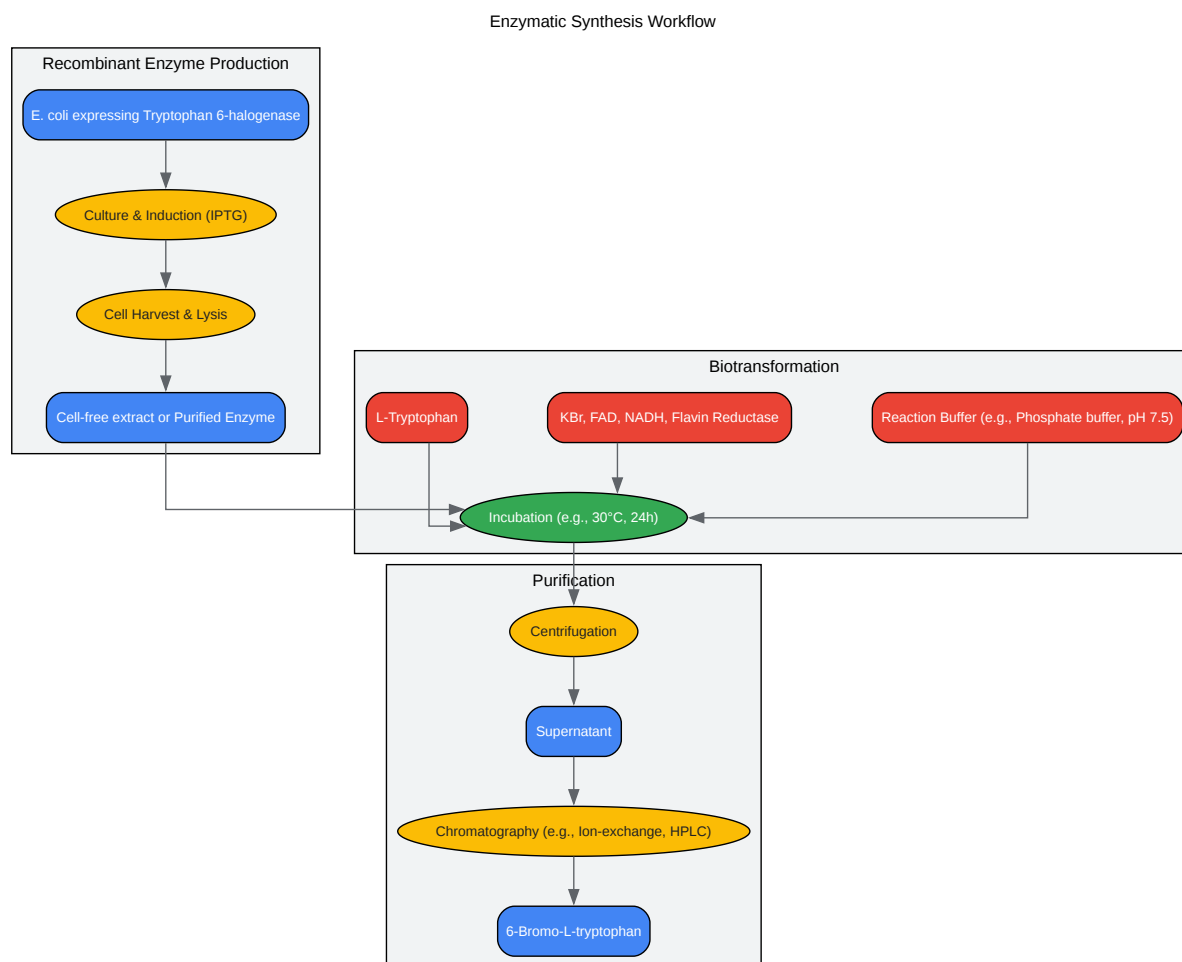 Enzymatic Synthesis Workflow
Recombinant Enzyme Production
E. coli expressing Tryptophan 6-halogenase
Culture & Induction (IPTG)
Cell Harvest & Lysis
Cell-free extract or Purified Enzyme
Biotransformation
L-Tryptophan
KBr, FAD, NADH, Flavin Reductase
Reaction Buffer (e.g., Phosphate buffer, pH 7.5)
Incubation (e.g., 30°C, 24h)
Purification
Centrifugation
Supernatant
Chromatography (e.g., Ion-exchange, HPLC)
6-Bromo-L-tryptophan